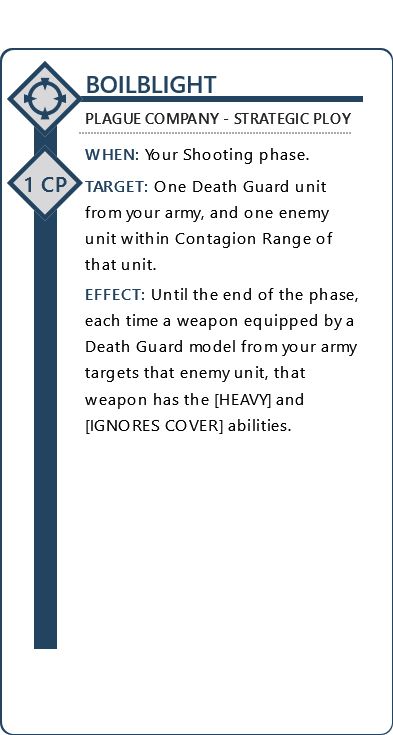 BOILBLIGHT
PLAGUE COMPANY - STRATEGIC PLOY
WHEN: Your Shooting phase.
1 CP
TARGET: One Death Guard unit
from your army, and one enemy
unit within Contagion Range of
that unit.
EFFECT: Until the end of the phase,
each time a weapon equipped by a
Death Guard model from your army
targets that enemy unit, that
weapon has the [HEAVY] and
[IGNORES COVER] abilities.